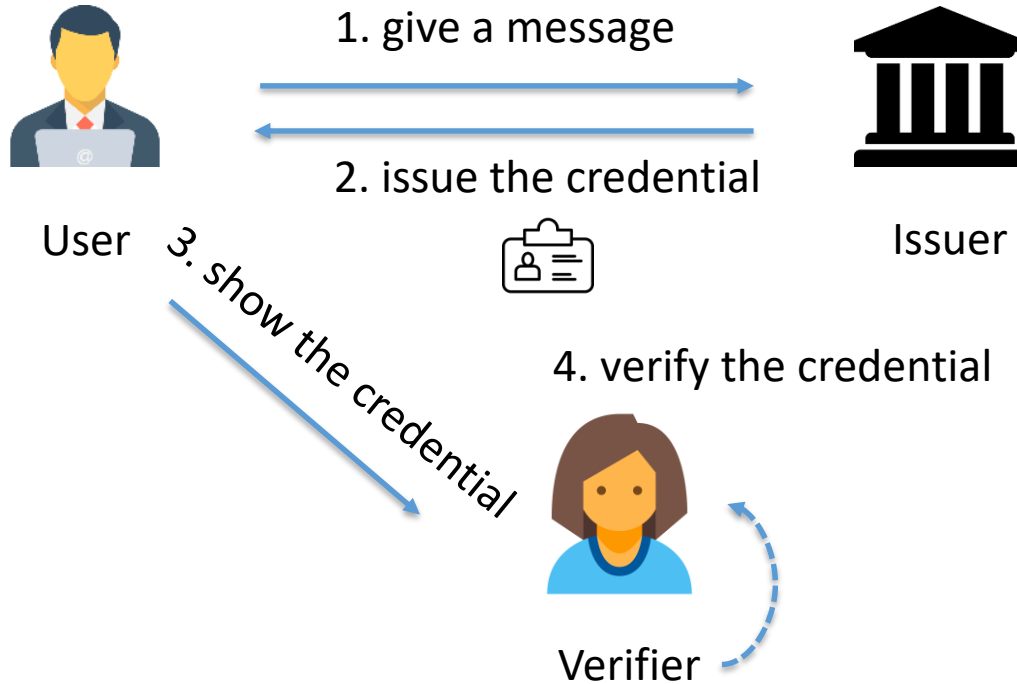 1. give a message
@
2. issue the credential
User
Issuer
3. show the credential
4. verify the credential
Verifier